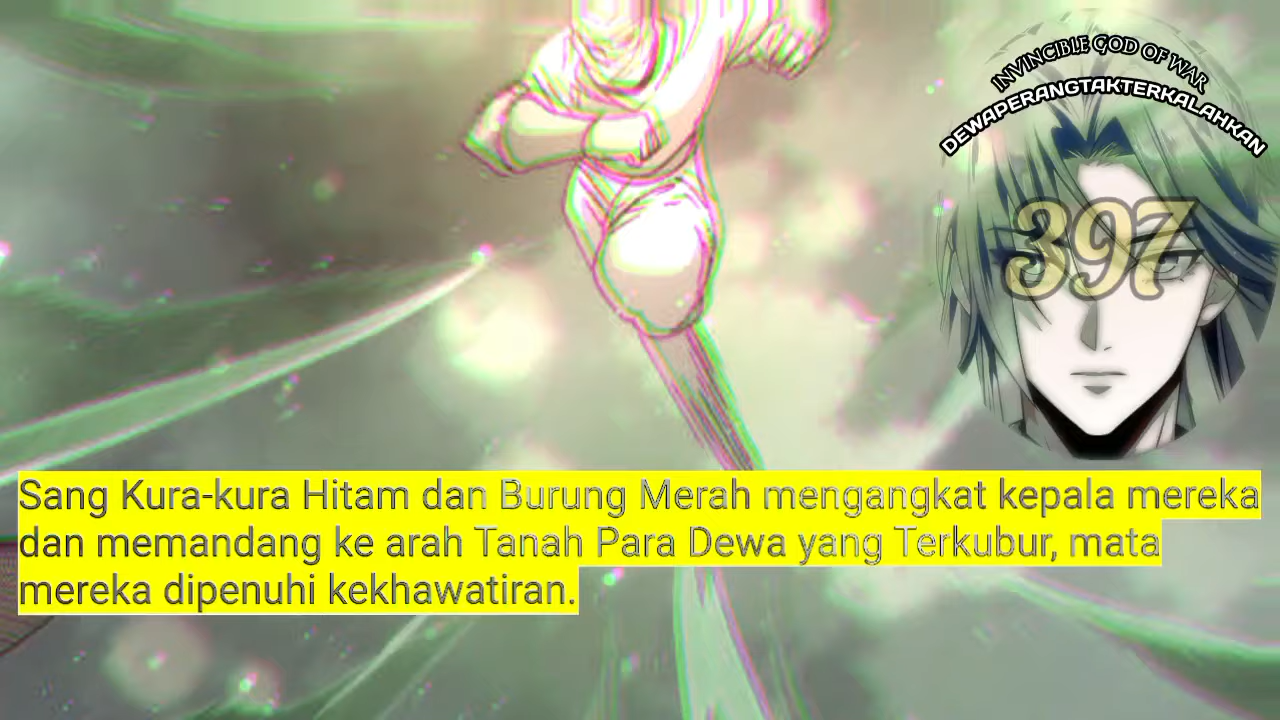 INVINCIBLE GOD OF WAR
DEWAPERANGTAKTERKALAHKAN
397
Sang Kura-kura Hitam dan Burung Merah mengangkat kepala mereka
dan memandang ke arah Tanah Para Dewa yang Terkubur, mata
mereka dipenuhi kekhawatiran.